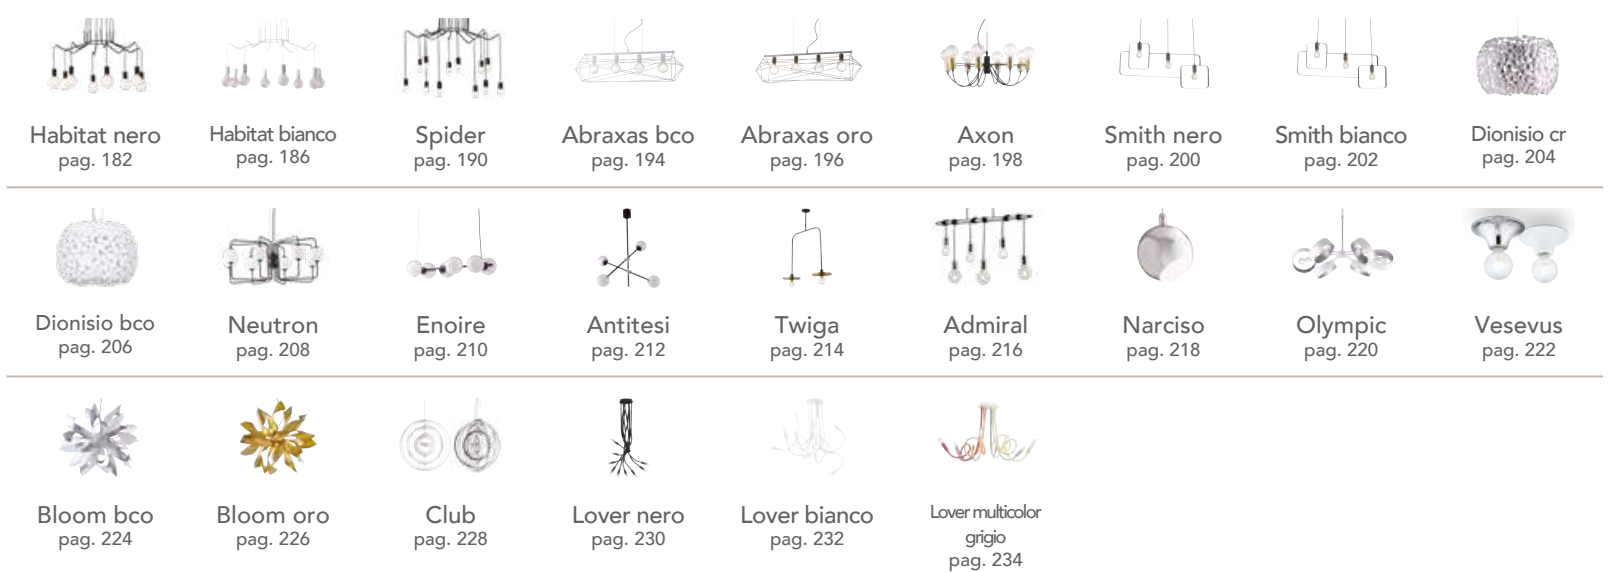 Habitat nero
pag. 182
Habitat bianco
pag. 186
Spider
pag. 190
Abraxas bco
pag. 194
Abraxas oro
pag. 196
Axon
pag. 198
Smith nero
pag. 200
Smith bianco
pag. 202
Dionisio cr
pag. 204
Dionisio bco
pag. 206
Neutron
pag. 208
Enoire
pag. 210
Antitesi
pag. 212
Twiga
pag. 214
Admiral
pag. 216
Narciso
pag. 218
Olympic
pag. 220
Vesevus
pag. 222
Bloom bco
pag. 224
Bloom oro
pag. 226
Club
pag. 228
Lover nero
pag. 230
Lover bianco
pag. 232
Lover multicolor
grigio
pag. 234